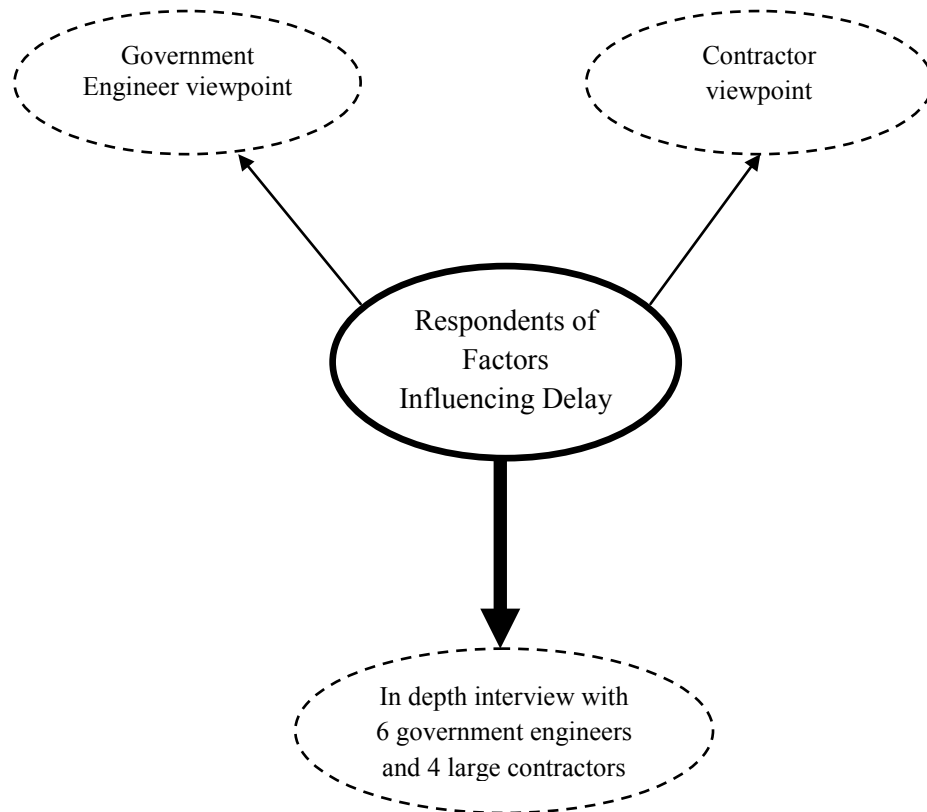 Government
Engineer viewpoint
Contractor
viewpoint
Respondents of
Factors
Influencing Delay
In depth interview with
6 government engineers
and 4 large contractors